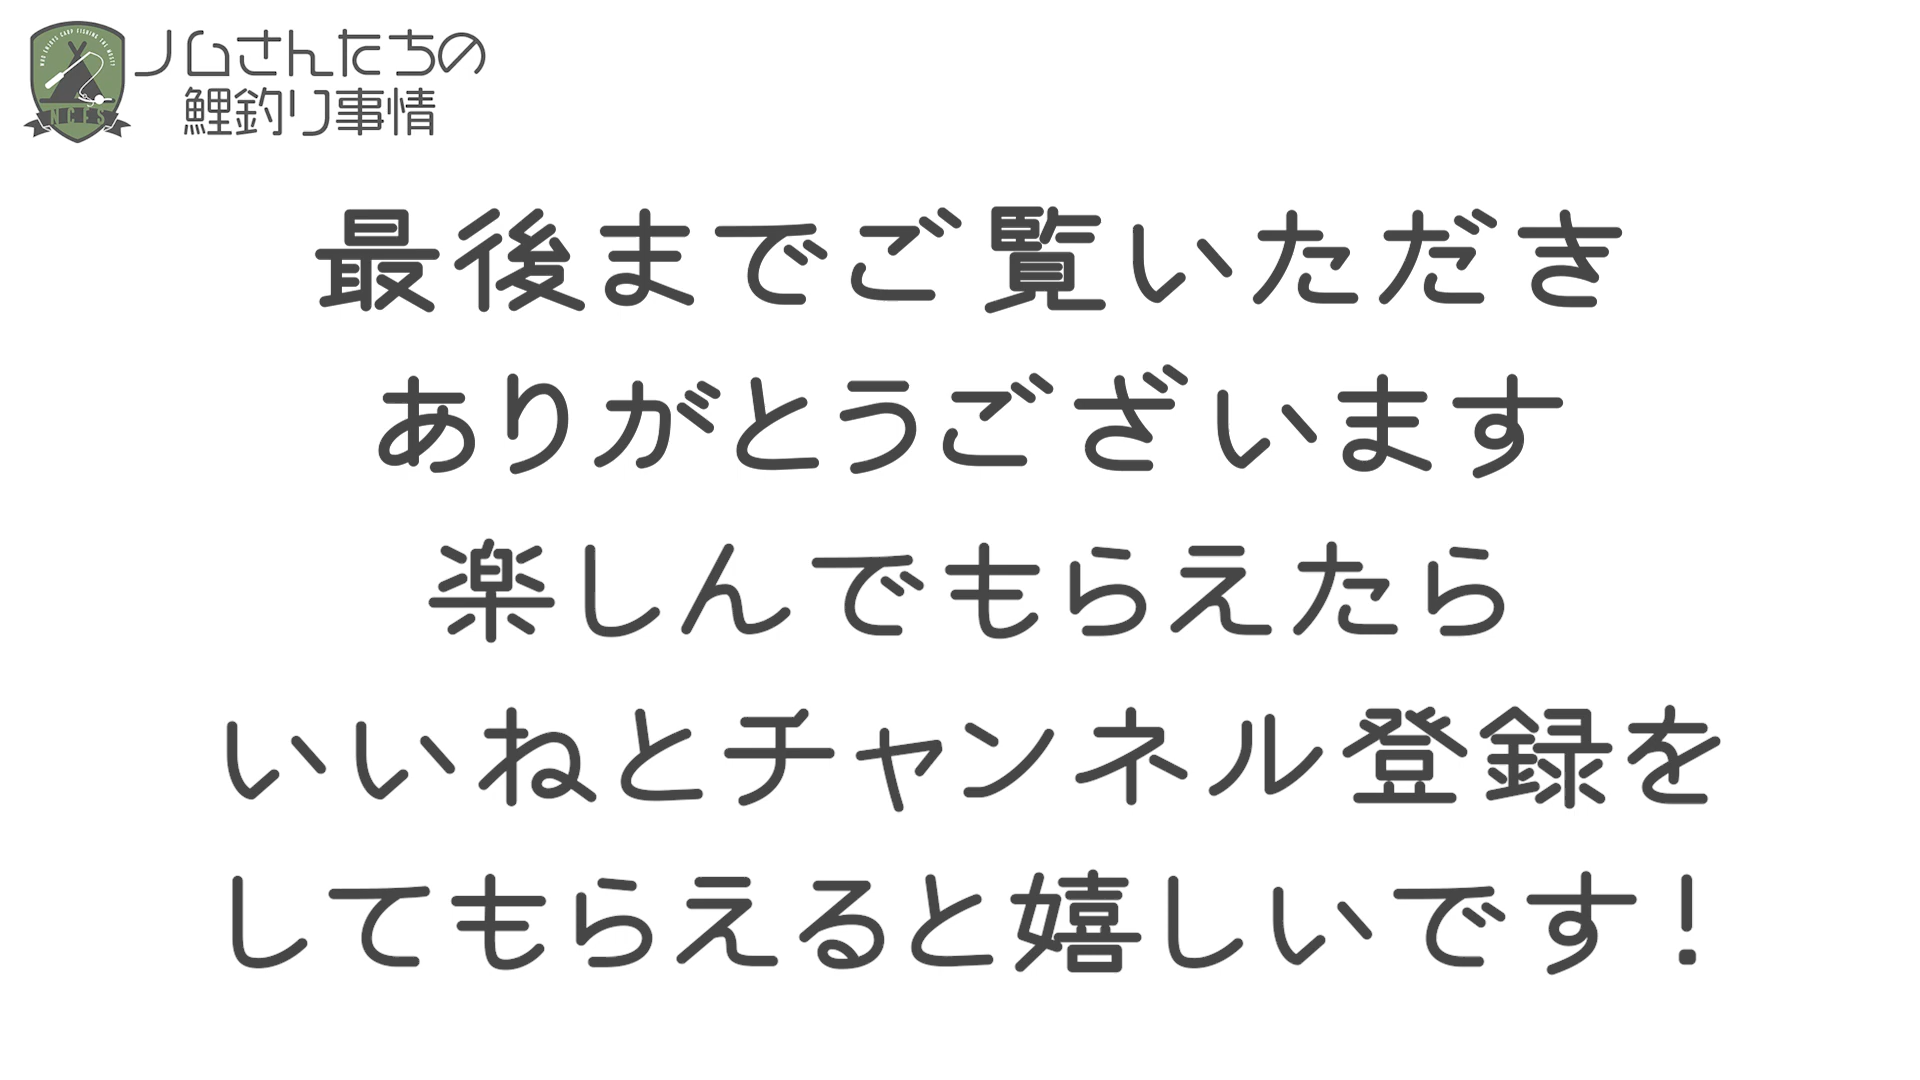 ノムさんたちの
鯉釣り事情
NCFS
最後までご覧いただき
ありがとうございます
楽しんでもらえたら
いいねとチャンネル登録を
してもらえると嬉しいです!